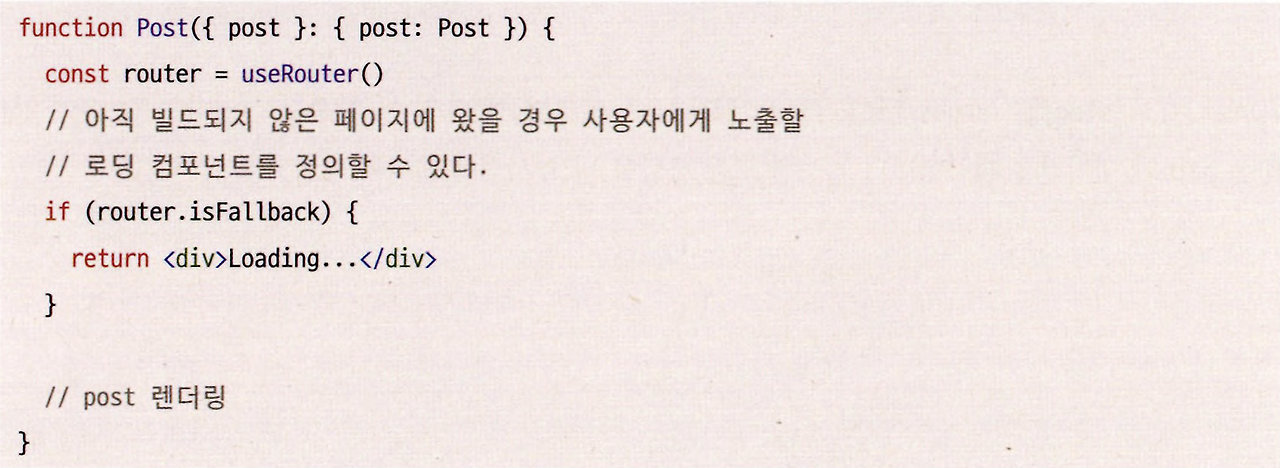 function Post({ post }: { post: Post }) {
  const router = useRouter()
  // 아직 빌드되지 않은 페이지에 왔을 경우 사용자에게 노출할
  // 로딩 컴포넌트를 정의할 수 있다.
  if (router.isFallback) {
    return <div>Loading...</div>
  }
  // post 렌더링
}